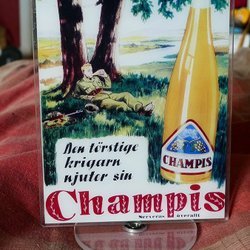 CHAMPIS
Den törstige
krigarn
njuter sin
Champis
Serveras överallt